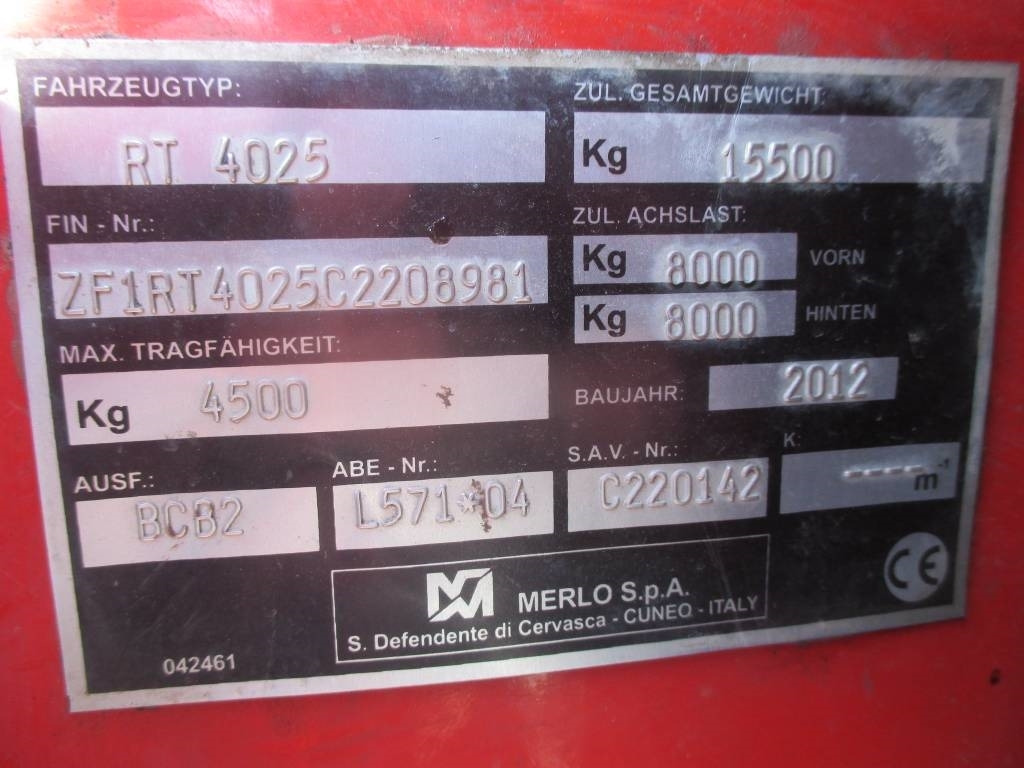 FAHRZEUGTYP:
RT 4025
FIN - Nr.:
ZF1RT4025C2208981
MAX. TRAGFÄHIGKEIT:
Kg 4500
AUSF.:
BCB2
ABE - Nr.:
L571*04
ZUL. GESAMTGEWICHT:
Kg 15500
ZUL. ACHSLAST:
Kg 8000 VORN
Kg 8000 HINTEN
BAUJAHR: 2012
S.A.V. - Nr.:
C220142
K:
---- m-1
MERLO S.p.A.
S. Defendente di Cervasca - CUNEO - ITALY
CE
042461